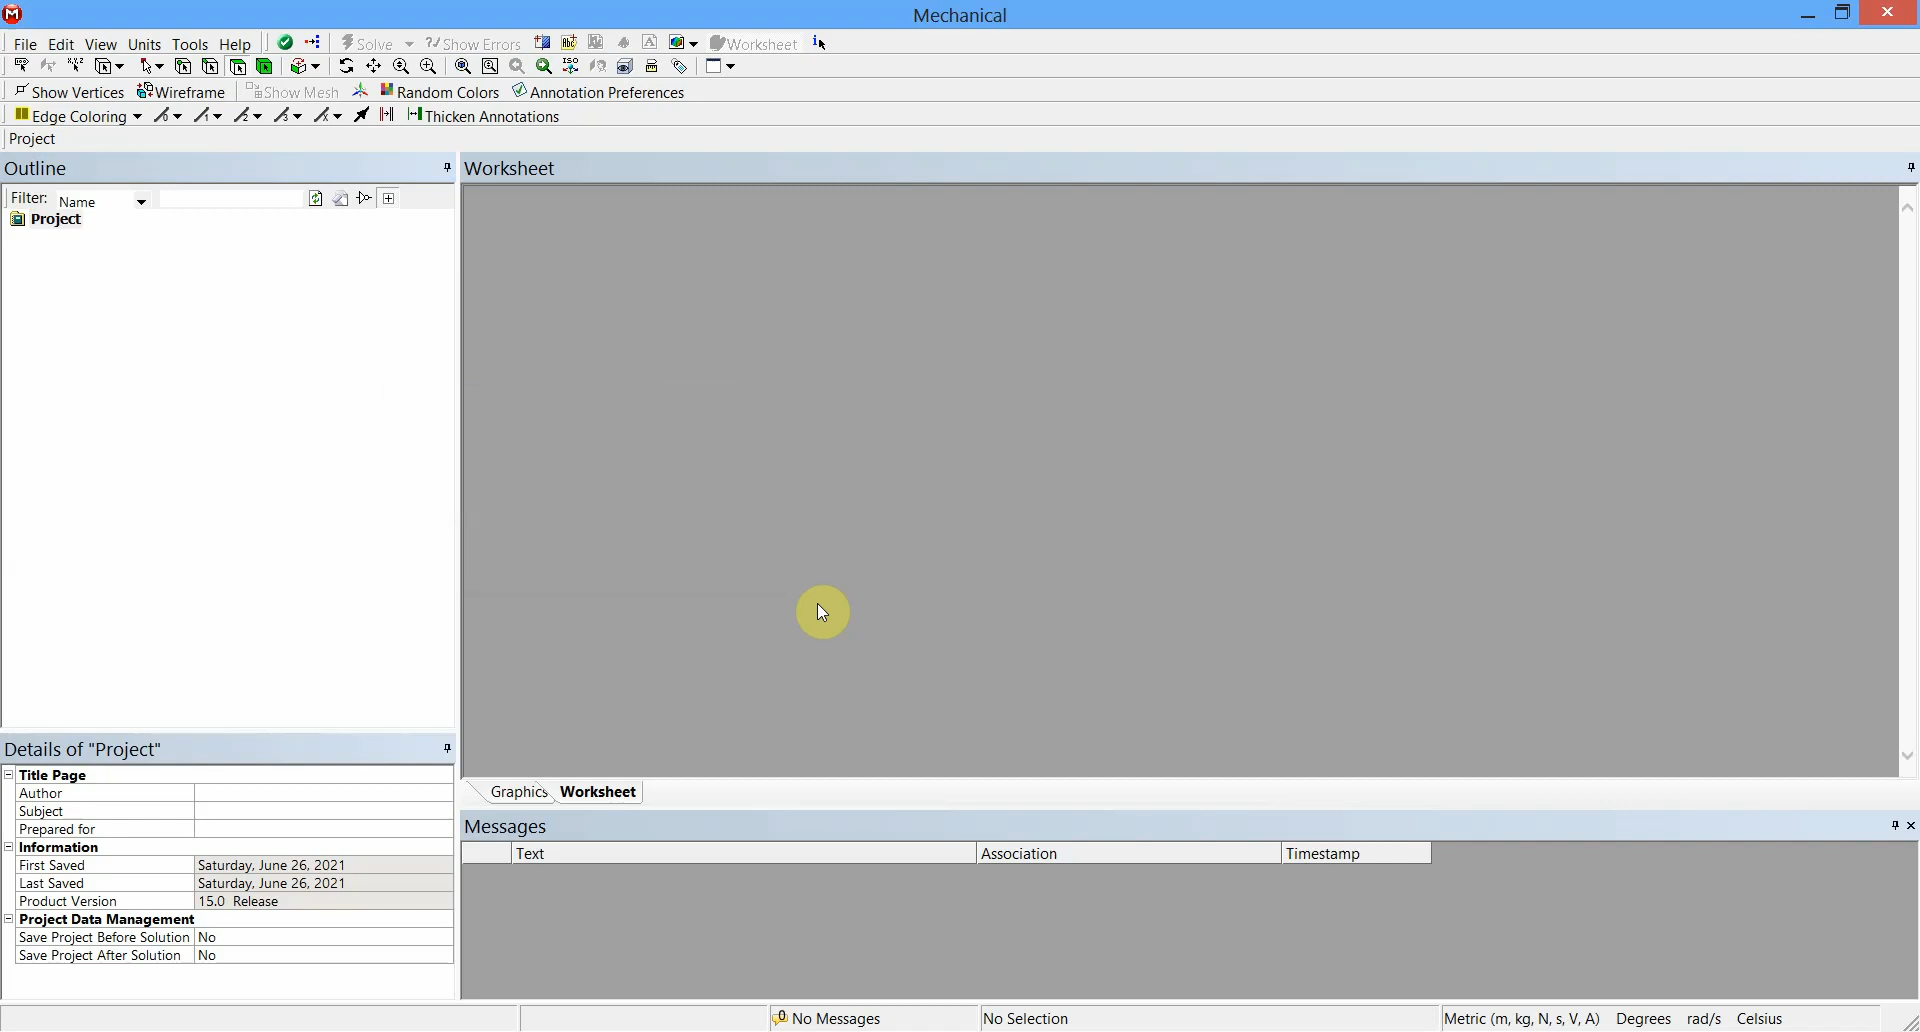 Mechanical
File Edit View Units Tools Help Solve ?/Show Errors Worksheet
Show Vertices Wireframe Show Mesh Random Colors Annotation Preferences
Edge Coloring Thicken Annotations
Project
Outline
Filter: Name
Project
Worksheet
Details of "Project"
Title Page
Author
Subject
Prepared for
Information
First Saved Saturday, June 26, 2021
Last Saved Saturday, June 26, 2021
Product Version 15.0 Release
Project Data Management
Save Project Before Solution No
Save Project After Solution No
Graphics Worksheet
Messages
Text Association Timestamp
0 No Messages No Selection Metric (m, kg, N, s, V, A) Degrees rad/s Celsius